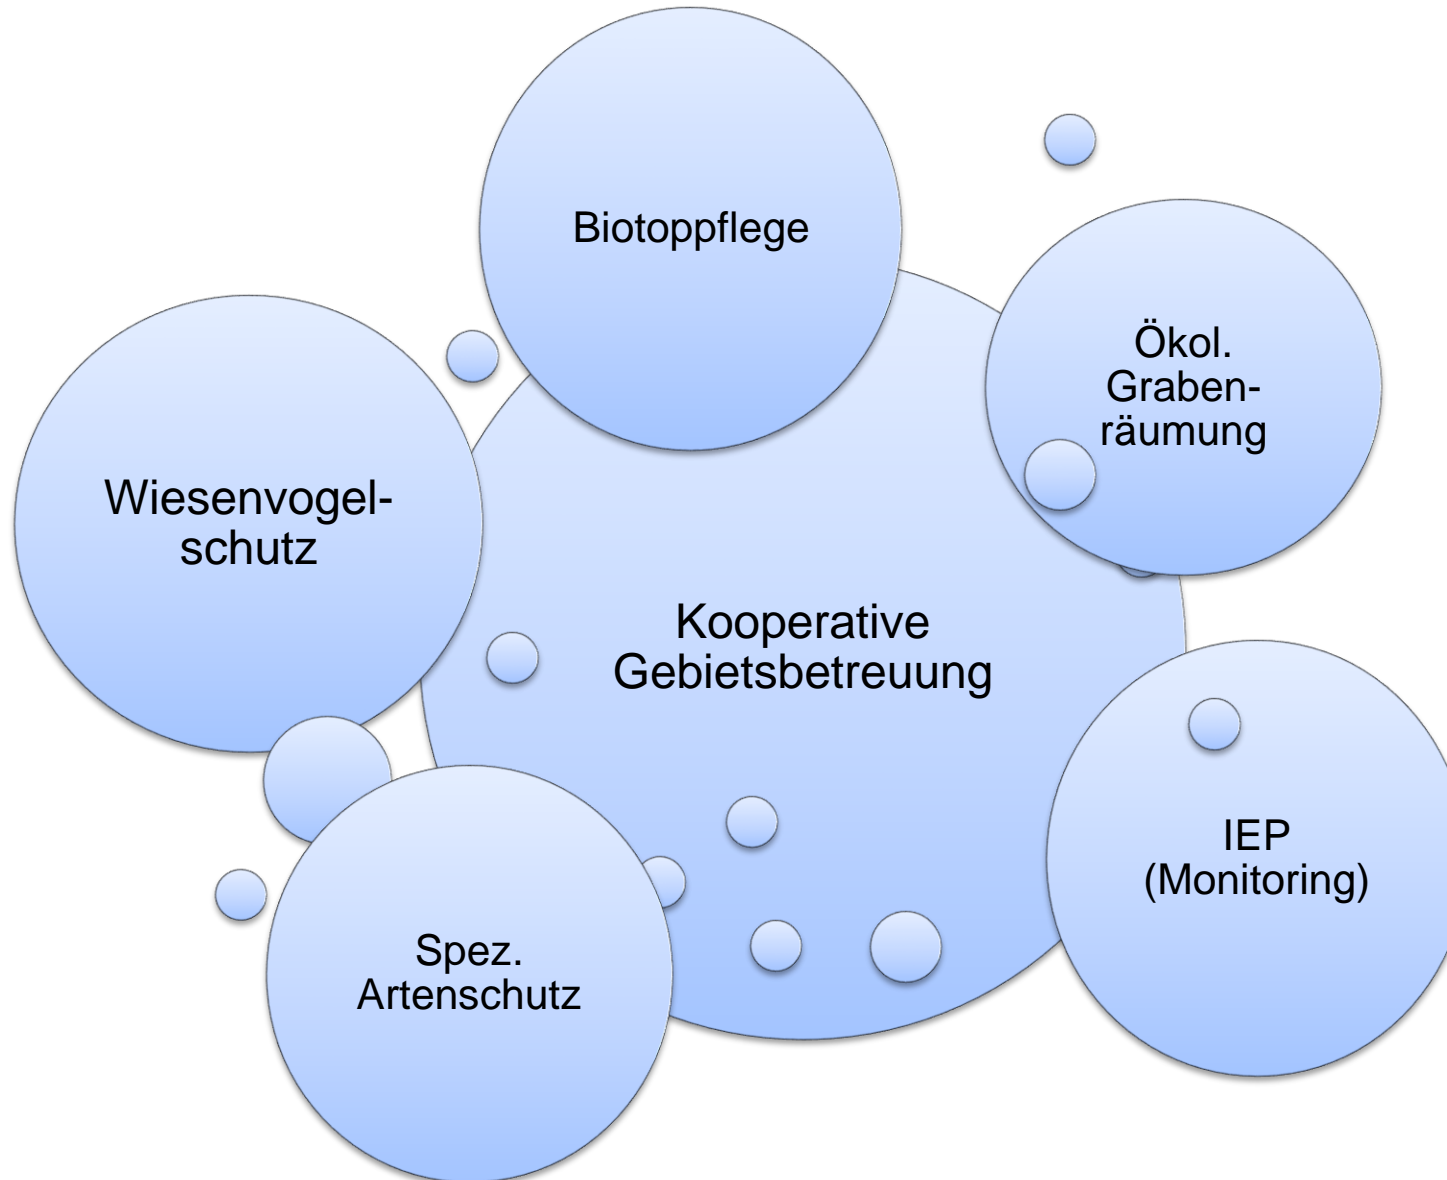 Biotoppflege
Ökol.
Graben-
räumung
Wiesenvogel-
schutz
Kooperative
Gebietsbetreuung
IEP
(Monitoring)
Spez.
Artenschutz